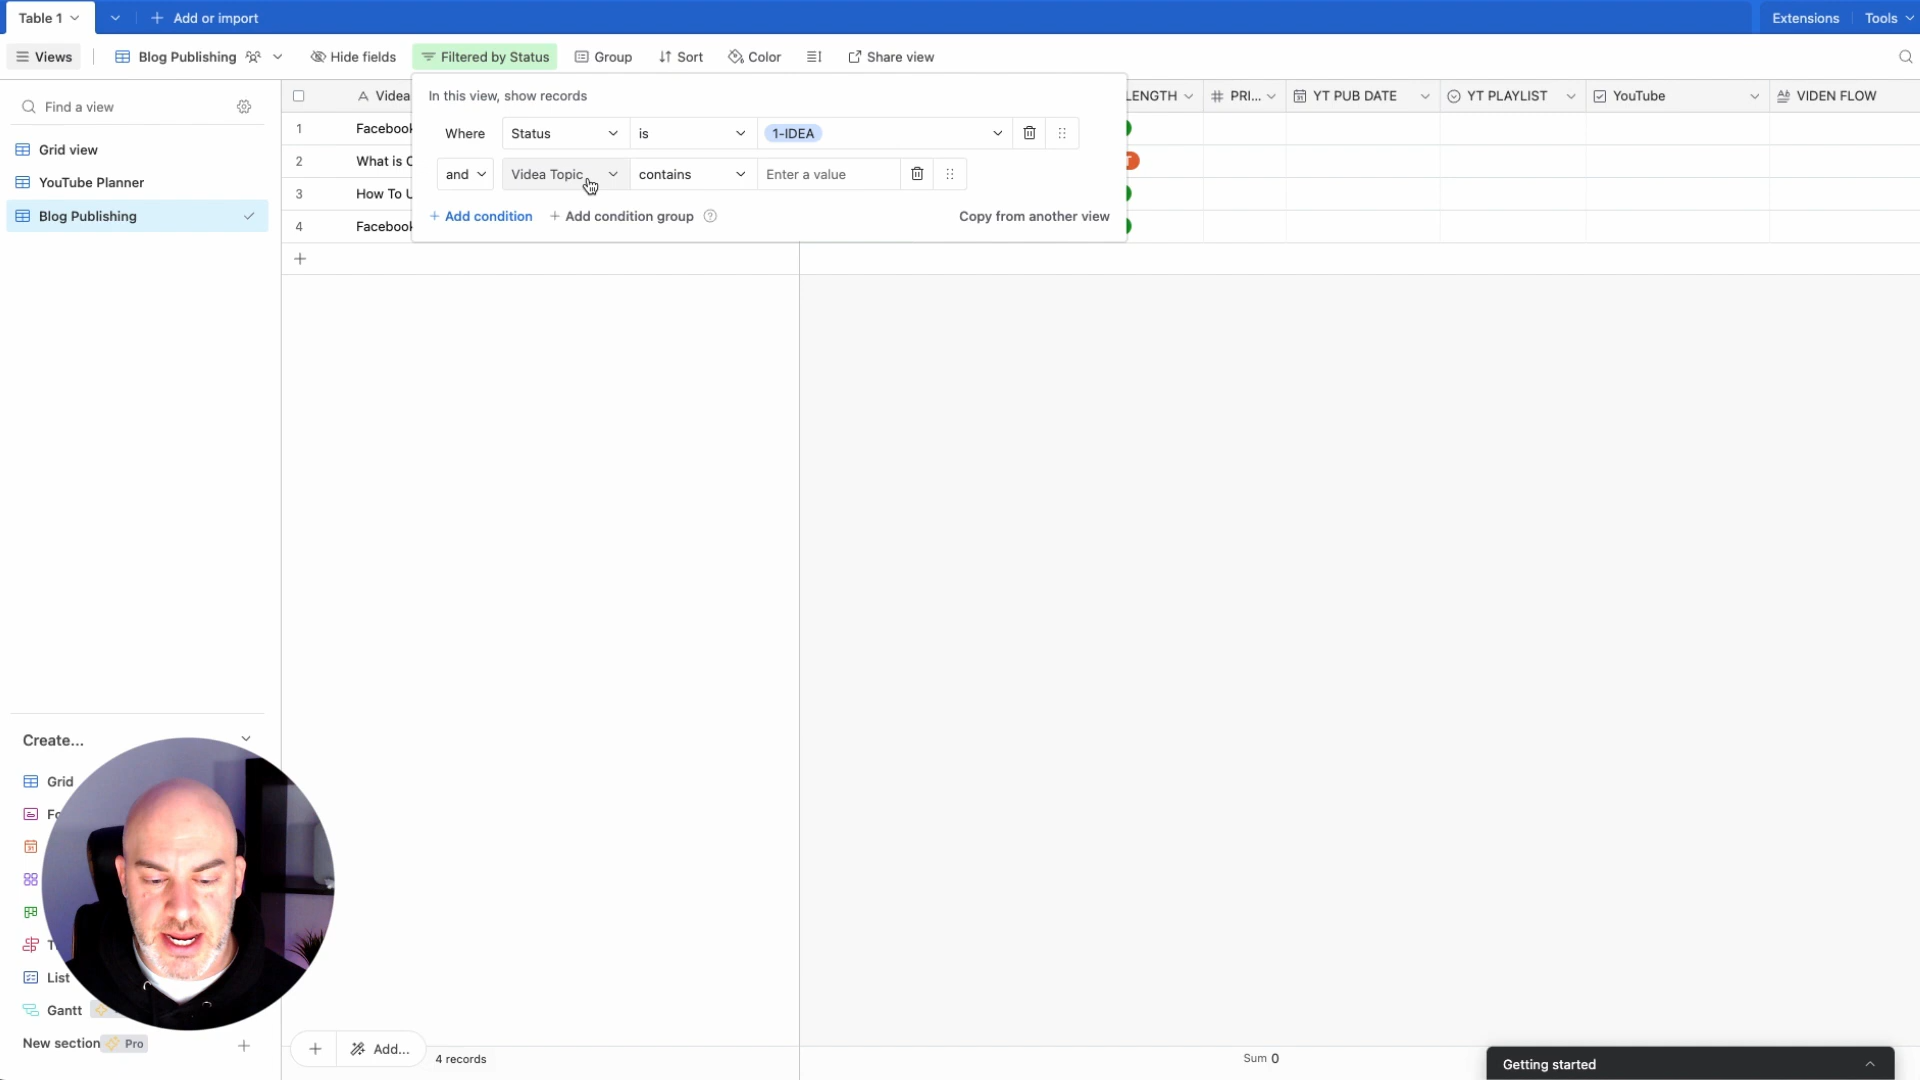 Table 1
Add or import
Extensions
Tools
Views
Blog Publishing
Hide fields
Filtered by Status
Group
Sort
Color
Share view
Find a view
Grid view
YouTube Planner
Blog Publishing
In this view, show records
Where
Status
is
1-IDEA
and
Videa Topic
contains
Enter a value
+ Add condition
+ Add condition group
Copy from another view
Videa
LENGTH
PRI...
YT PUB DATE
YT PLAYLIST
YouTube
VIDEN FLOW
1
Facebook
2
What is C
3
How To U
4
Facebook
Create...
Grid
Fo
T
List
Gantt
New section
Pro
Add...
4 records
Sum 0
Getting started